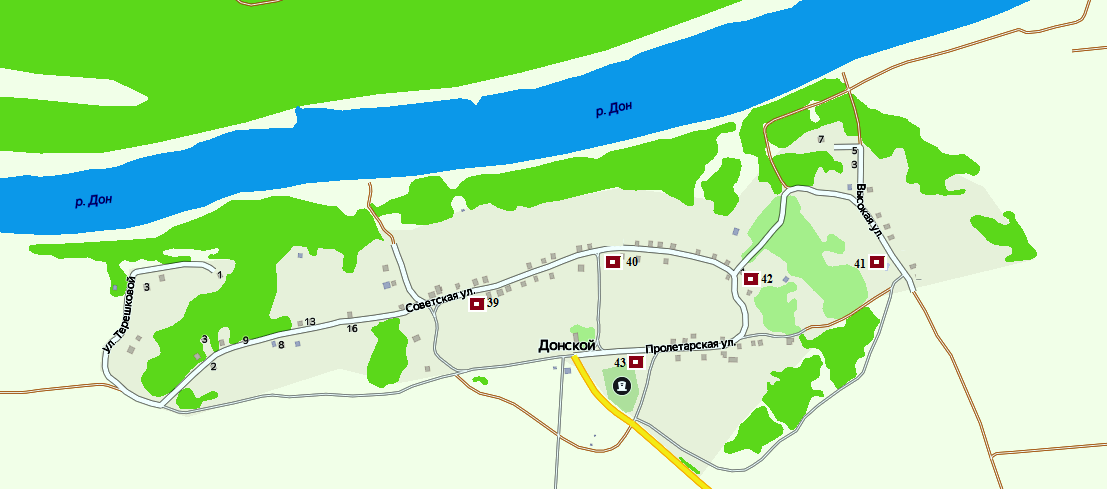 р. Дон
7
5
3
р. Дон
Высокая ул.
40
41
1
42
3
ул. Терешковой
Советская ул.
39
13
16
3
9
8
Донской
Пролетарская ул.
43
2